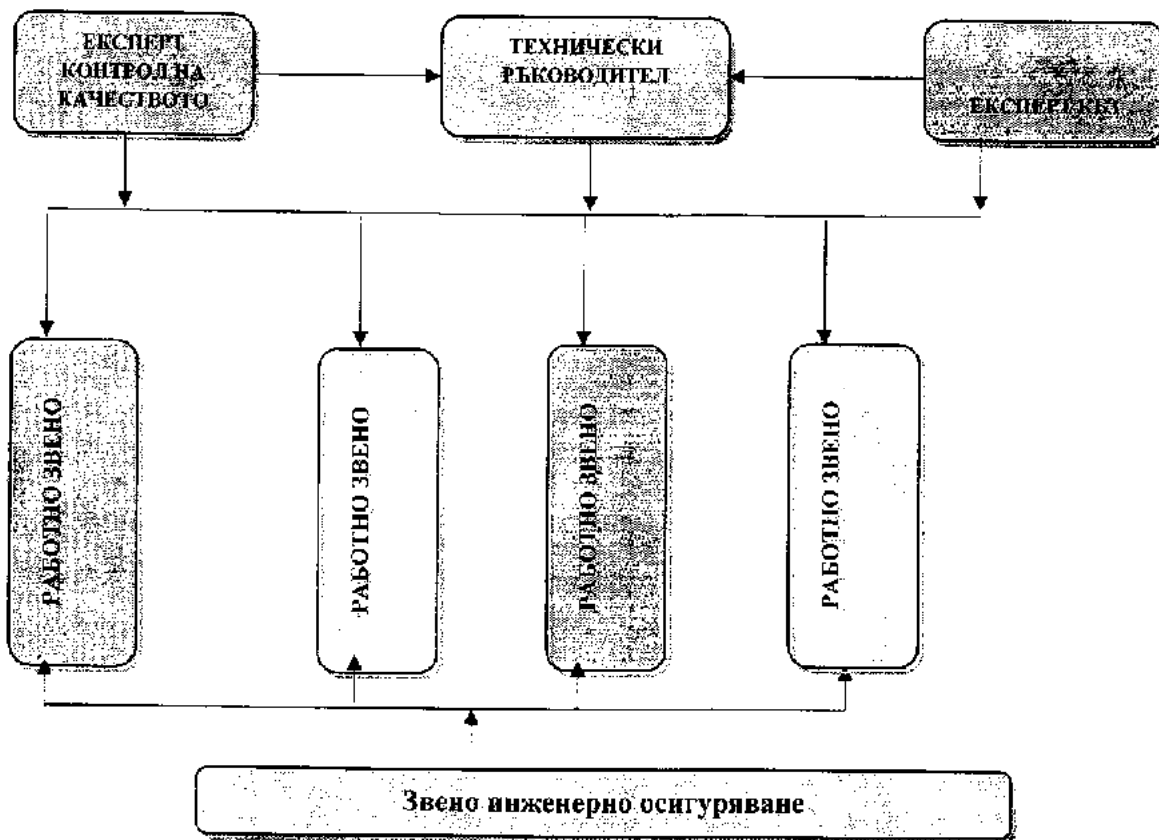 ЕКСПЕРТ
КОНТРОЛ НА
КАЧЕСТВОТО
ТЕХНИЧЕСКИ
РЪКОВОДИТЕЛ
ЕКСПЕРТ КБЗ
РАБОТНО ЗВЕНО
РАБОТНО ЗВЕНО
РАБОТНО ЗВЕНО
РАБОТНО ЗВЕНО
Звено инженерно осигуряване